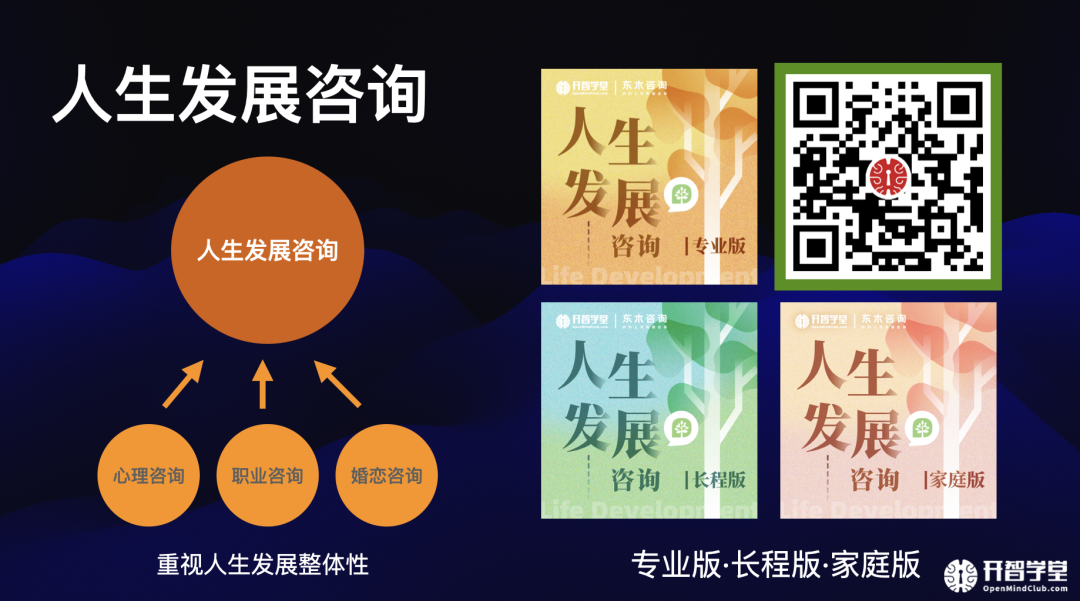 人生发展咨询
人生发展咨询
心理咨询
职业咨询
婚恋咨询
重视人生发展整体性
开智学堂 | 东木咨询
人生
发展
咨询 | 专业版
Life Development
开智学堂 | 东木咨询
人生
发展
咨询 | 长程版
Life Development
开智学堂 | 东木咨询
人生
发展
咨询 | 家庭版
Life Development
专业版·长程版·家庭版
开智学堂
OpenMindClub.com